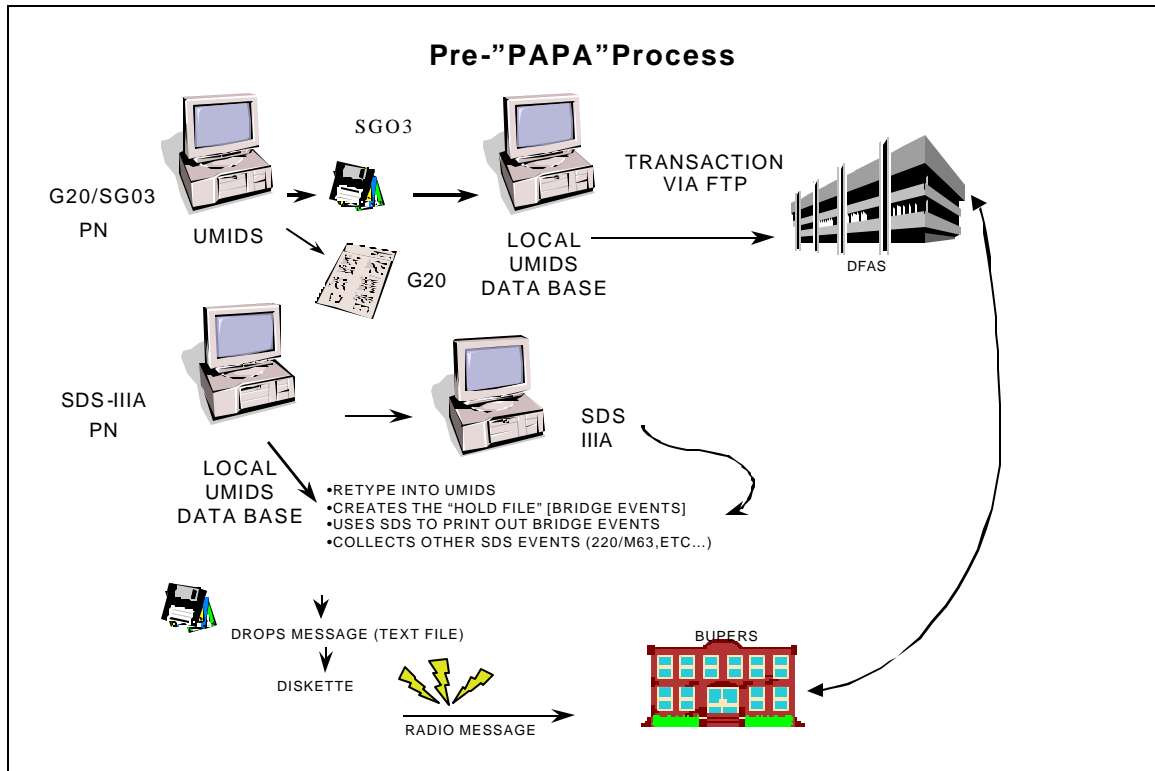 Pre-”PAPA”Process
SGO3
G20/SG03
PN
UMIDS
G20
LOCAL
UMIDS
DATA BASE
TRANSACTION
VIA FTP
DFAS
SDS-IIIA
PN
LOCAL
UMIDS
DATA BASE
SDS
IIIA
•RETYPE INTO UMIDS
•CREATES THE “HOLD FILE” [BRIDGE EVENTS]
•USES SDS TO PRINT OUT BRIDGE EVENTS
•COLLECTS OTHER SDS EVENTS (220/M63,ETC...)
DROPS MESSAGE (TEXT FILE)
DISKETTE
RADIO MESSAGE
BUPERS